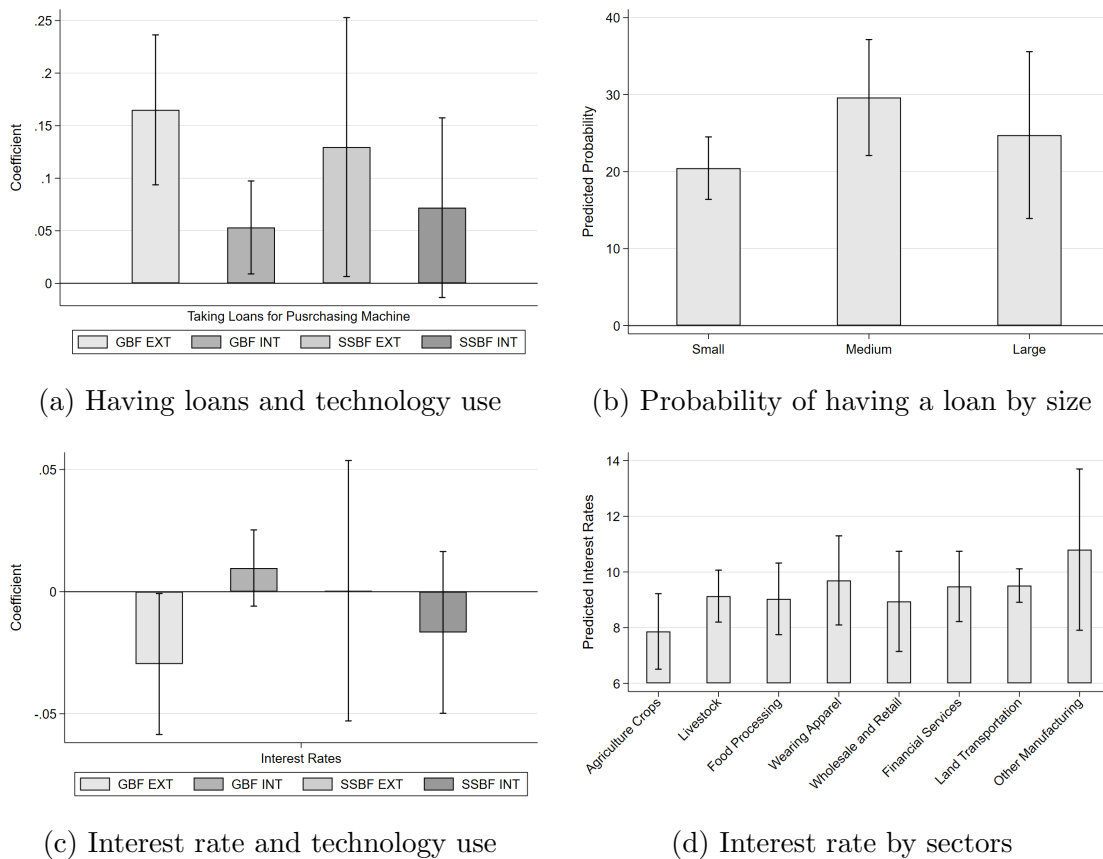 .25
.2
.15
.1
.05
0
Coefficient
Taking Loans for Pusrchasing Machine
GBF EXT GBF INT SSBF EXT SSBF INT
(a) Having loans and technology use
40
30
20
10
0
Predicted Probability
Small Medium Large
(b) Probability of having a loan by size
.05
0
-.05
Coefficient
Interest Rates
GBF EXT GBF INT SSBF EXT SSBF INT
(c) Interest rate and technology use
14
12
10
8
6
Predicted Interest Rates
Agriculture Crops
Livestock
Food Processing
Wearing Apparel
Wholesale and Retail
Financial Services
Land Transportation
Other Manufacturing
(d) Interest rate by sectors